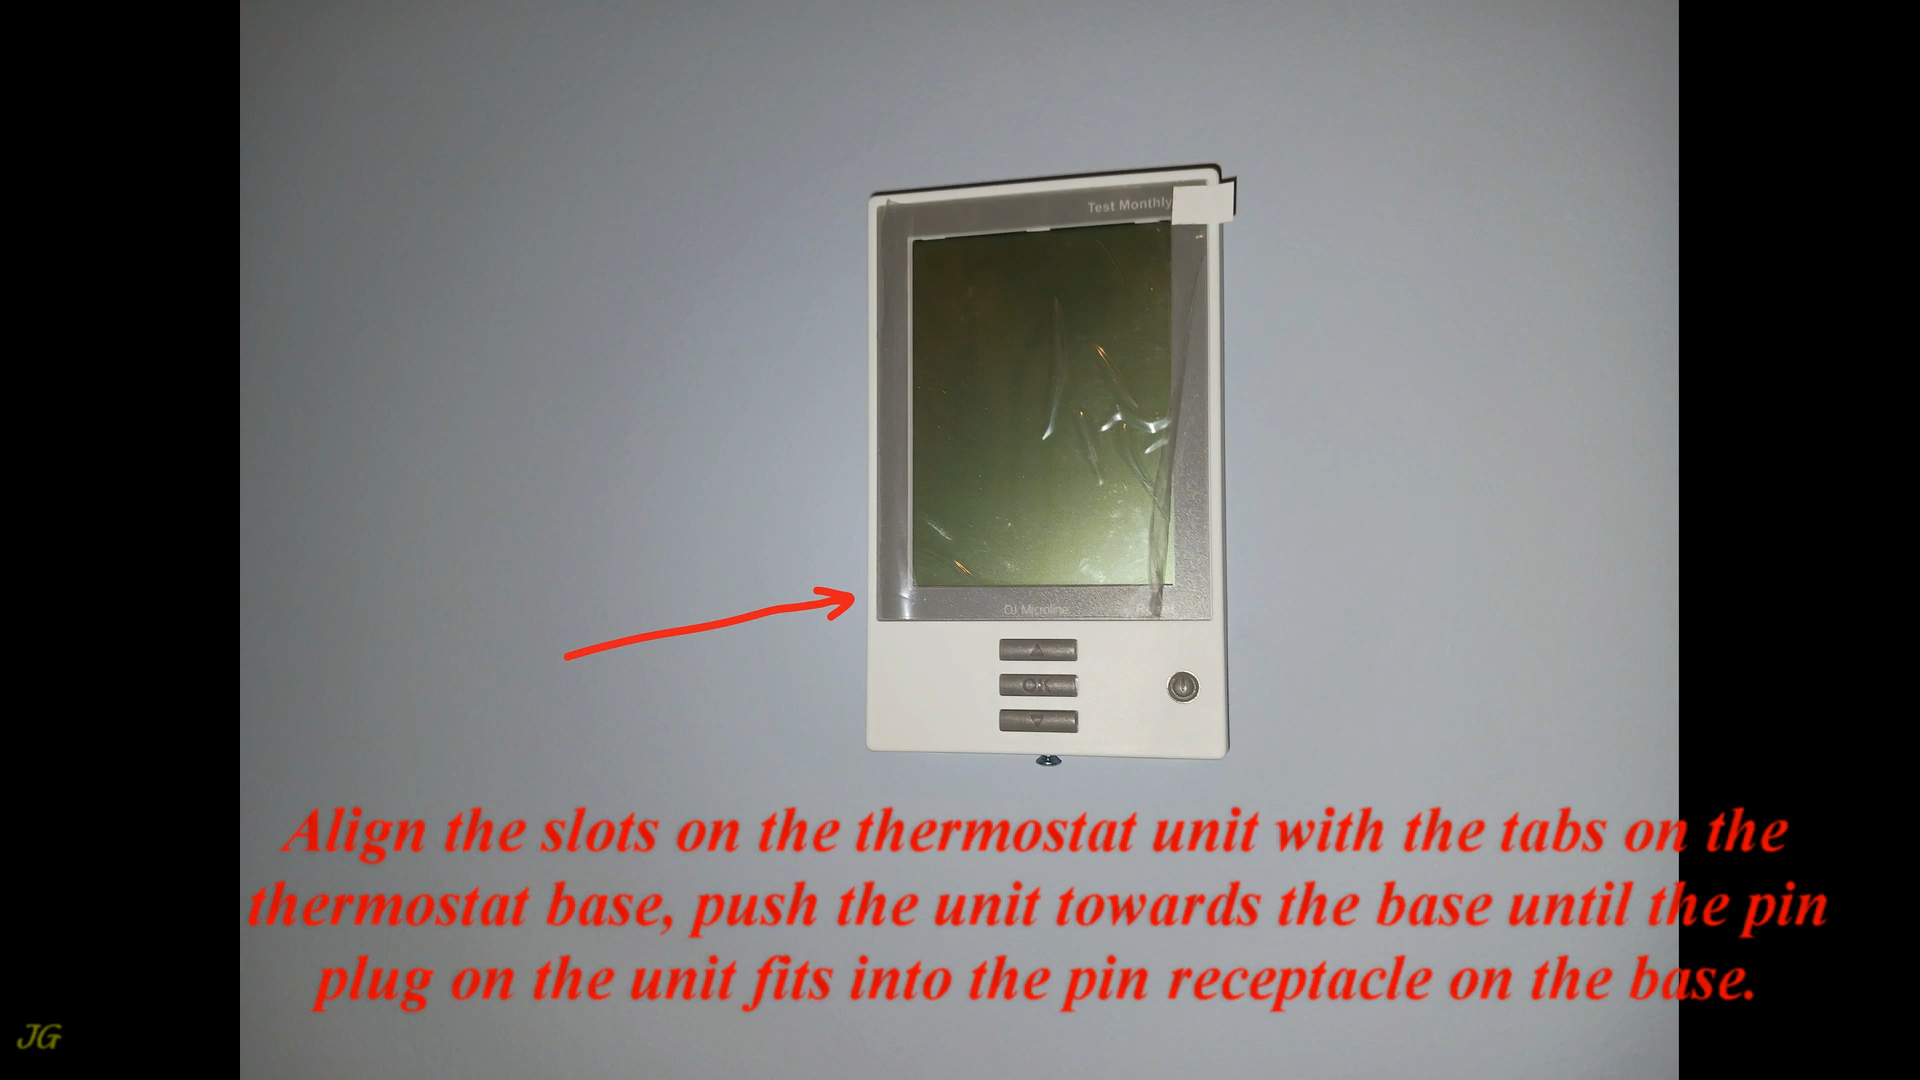 Test Monthly
OJ Microline
OK
Align the slots on the thermostat unit with the tabs on the
thermostat base, push the unit towards the base until the pin
plug on the unit fits into the pin receptacle on the base.
JG